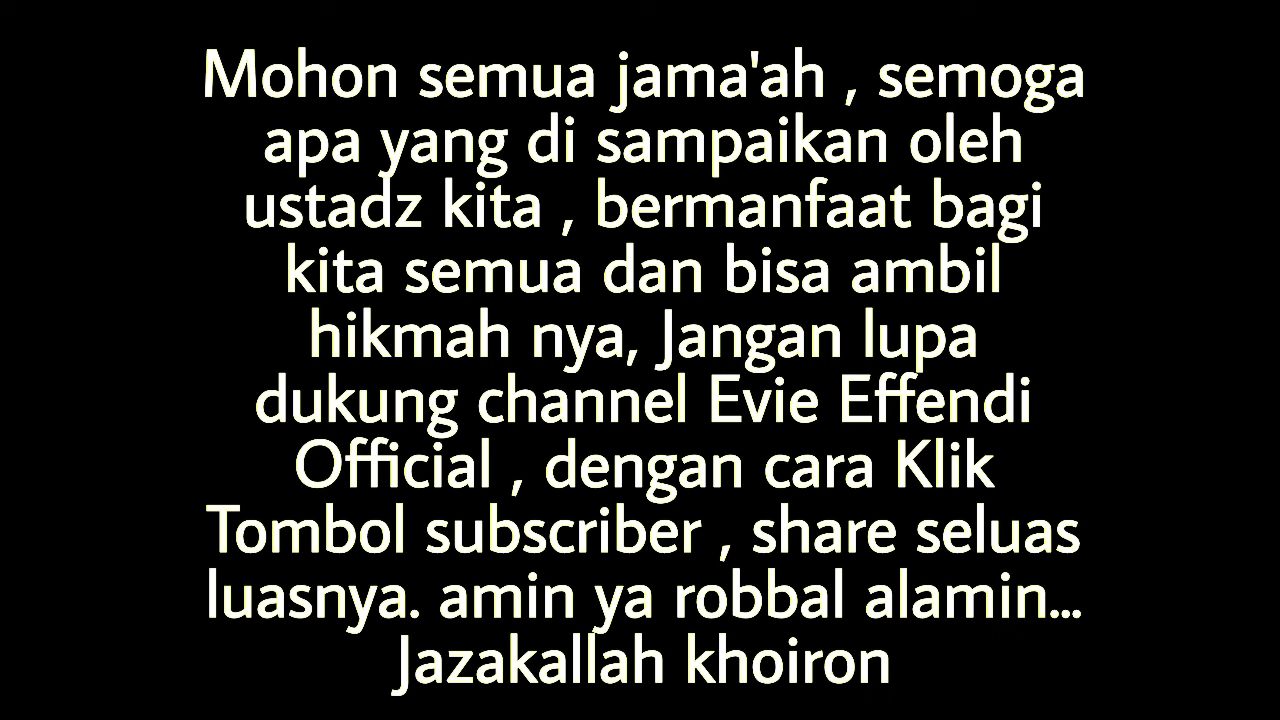 Mohon semua jama'ah , semoga
apa yang di sampaikan oleh
ustadz kita , bermanfaat bagi
kita semua dan bisa ambil
hikmah nya, Jangan lupa
dukung channel Evie Effendi
Official , dengan cara Klik
Tombol subscriber , share seluas
luasnya. amin ya robbal alamin...
Jazakallah khoiron